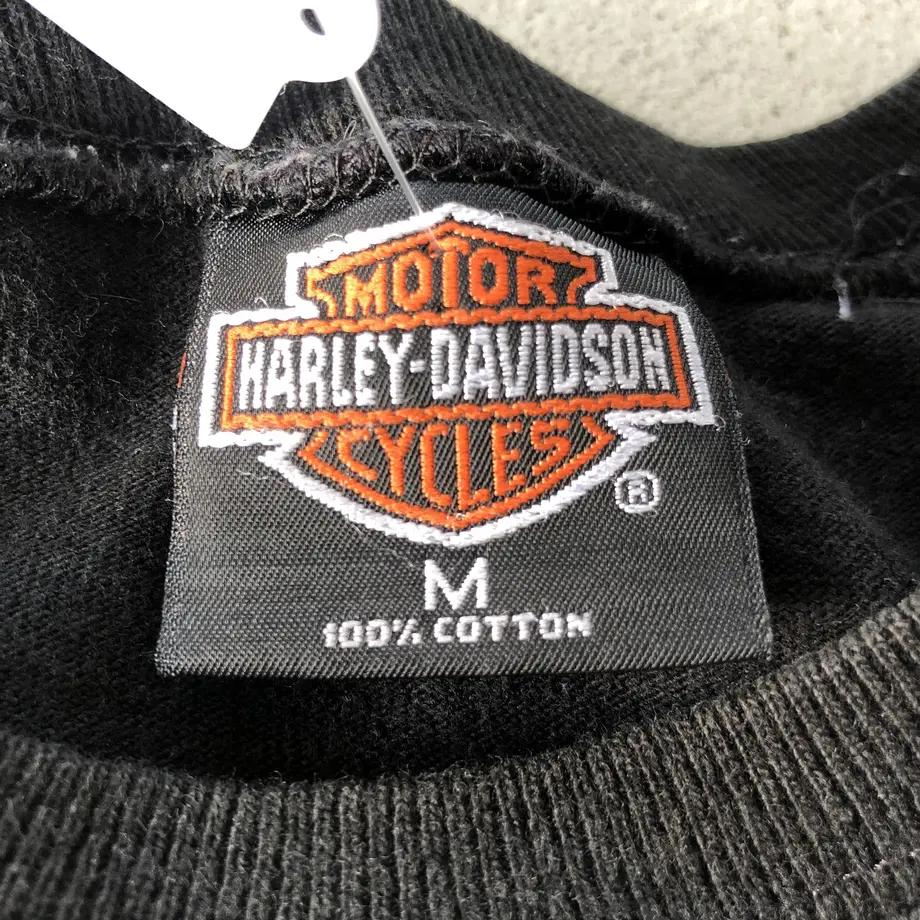 MOTOR
HARLEY-DAVIDSON
CYCLES
®
M
100% COTTON